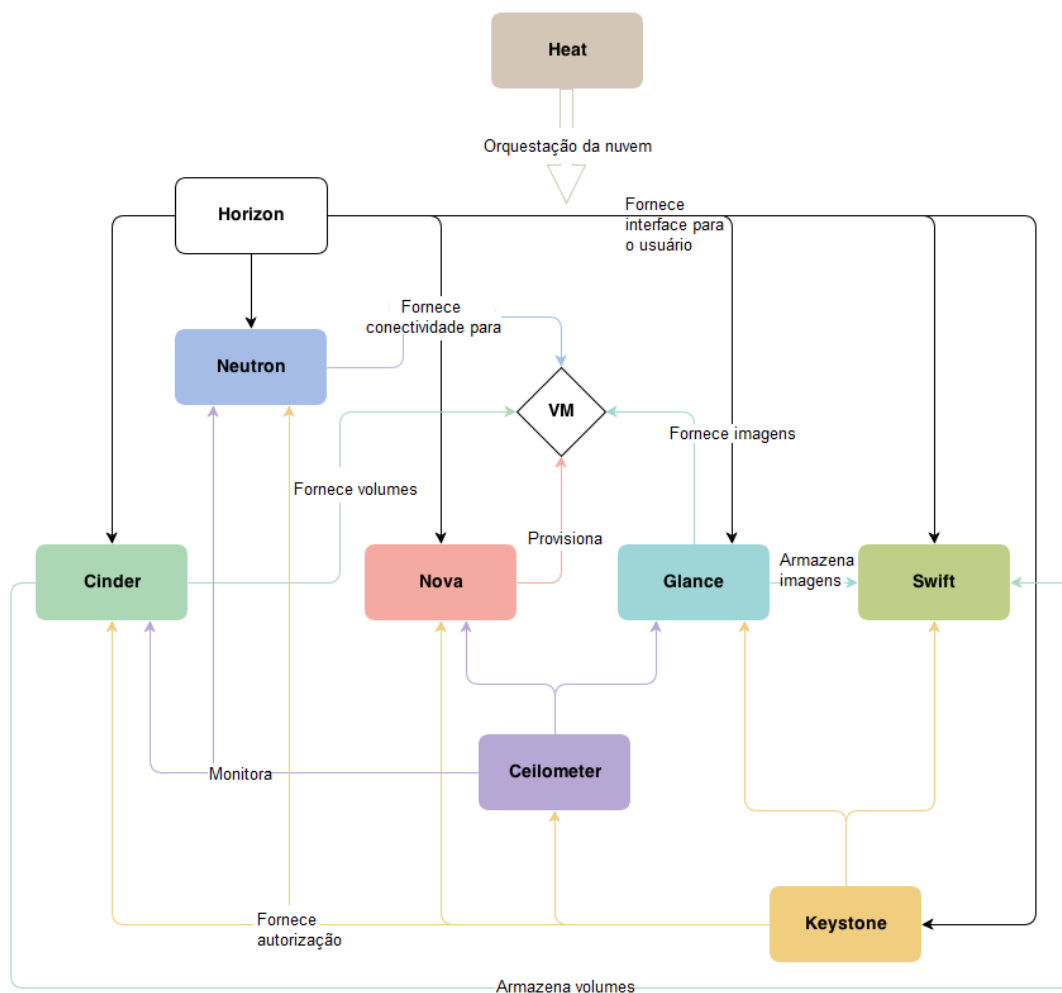 Heat
Orquestação da nuvem
Horizon
Fornece
interface para
o usuário
Fornece
conectividade para
Neutron
VM
Fornece imagens
Fornece volumes
Provisiona
Armazena
imagens
Cinder
Nova
Glance
Swift
Monitora
Ceilometer
Fornece
autorização
Keystone
Armazena volumes